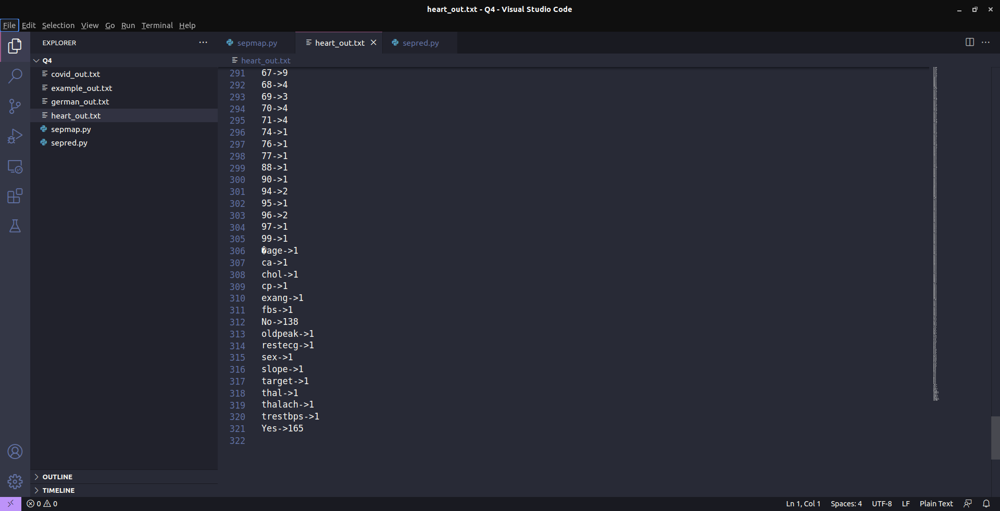 heart_out.txt - Q4 - Visual Studio Code
File Edit Selection View Go Run Terminal Help
EXPLORER
Q4
covid_out.txt
example_out.txt
german_out.txt
heart_out.txt
sepmap.py
sepred.py
OUTLINE
TIMELINE
sepmap.py heart_out.txt sepred.py
heart_out.txt
291 67->9
292 68->4
293 69->3
294 70->4
295 71->4
296 74->1
297 76->1
298 77->1
299 88->1
300 90->1
301 94->2
302 95->1
303 96->2
304 97->1
305 99->1
306 �age->1
307 ca->1
308 chol->1
309 cp->1
310 exang->1
311 fbs->1
312 No->138
313 oldpeak->1
314 restecg->1
315 sex->1
316 slope->1
317 target->1
318 thal->1
319 thalach->1
320 trestbps->1
321 Yes->165
322
0 0 Ln 1, Col 1 Spaces: 4 UTF-8 LF Plain Text